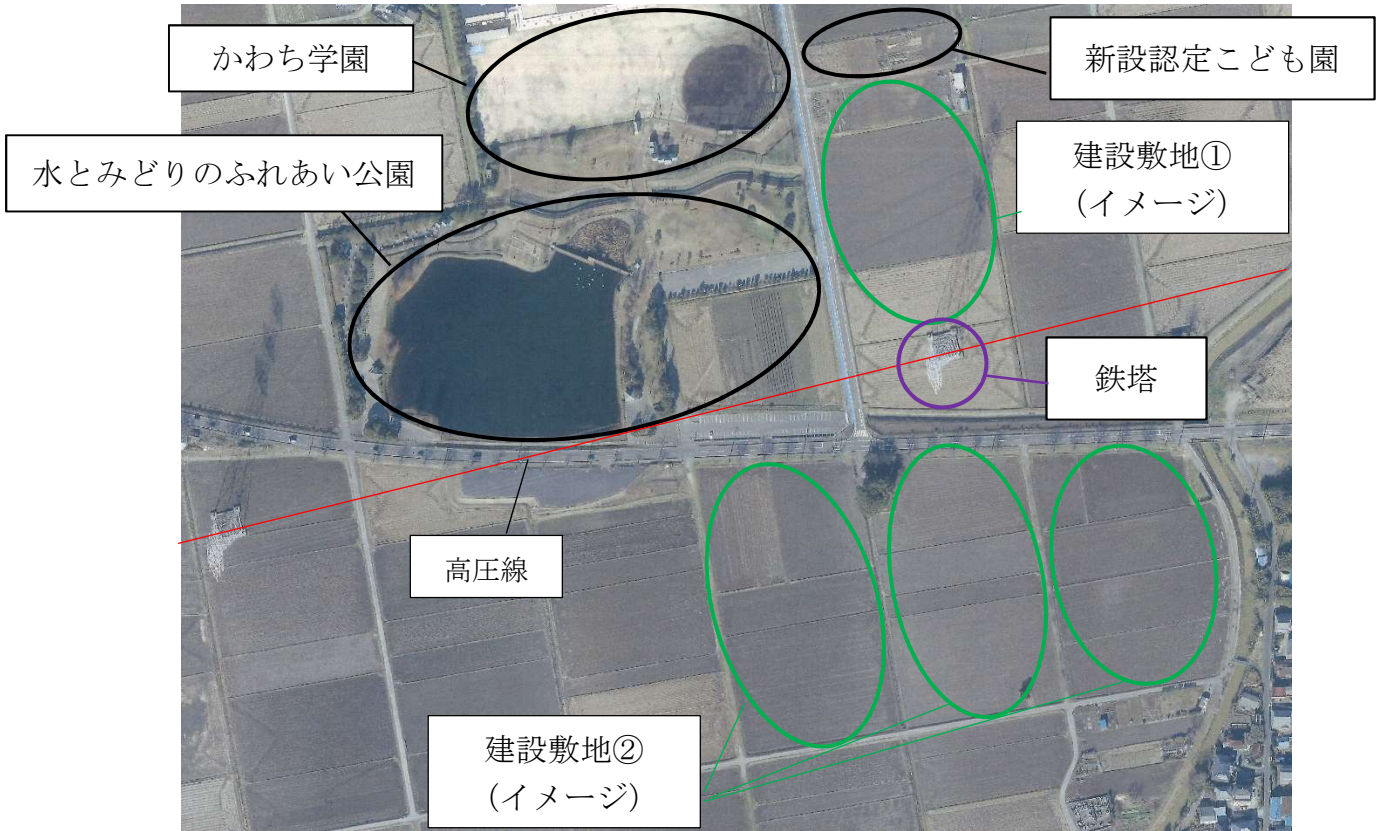 かわち学園
新設認定こども園
水とみどりのふれあい公園
建設敷地①
(イメージ)
鉄塔
高圧線
建設敷地②
(イメージ)